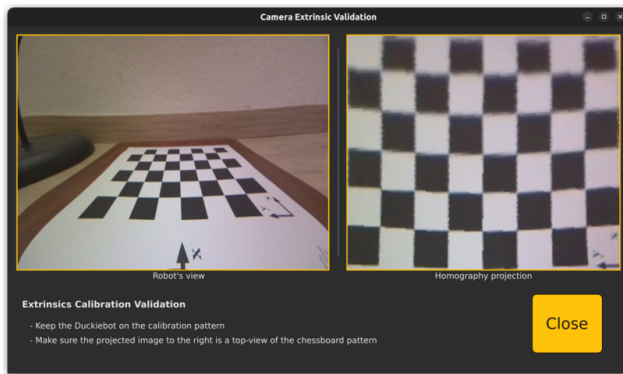 Camera Extrinsic Validation
Robot's view
Homography projection
Extrinsics Calibration Validation
- Keep the Duckiebot on the calibration pattern
- Make sure the projected image to the right is a top-view of the chessboard pattern
Close